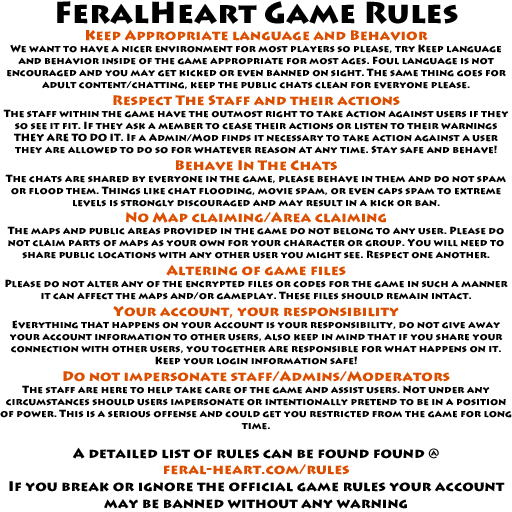 FeralHeart Game Rules
Keep Appropriate language and Behavior
We want to have a nicer environment for most players so please, try Keep language
and behavior inside of the game appropriate for most ages. Foul language is not
encouraged and you may get kicked or even banned on sight. The same thing goes for
adult content/chatting, keep the public chats clean for everyone please.
Respect The Staff and their actions
The staff within the game have the outmost right to take action against users if they
so see it fit. If they ask a member to cease their actions or listen to their warnings
THEY ARE TO DO IT. If a Admin/Mod finds it necessary to take action against a user
they are allowed to do so for whatever reason at any time. Stay safe and behave!
Behave In The Chats
The chats are shared by everyone in the game, please behave in them and do not spam
or flood them. Things like chat flooding, movie spam, or even caps spam to extreme
levels is strongly discouraged and may result in a kick or ban.
No Map claiming/Area claiming
The maps and public areas provided in the game do not belong to any user. Please do
not claim parts of maps as your own for your character or group. You will need to
share public locations with any other user you might see. Respect one another.
Altering of game files
Please do not alter any of the encrypted files or codes for the game in such a manner
it can affect the maps and/or gameplay. These files should remain intact.
Your account, your responsibility
Everything that happens on your account is your responsibility, do not give away
your account information to other users, also keep in mind that if you share your
connection with other users, you together are responsible for what happens on it.
Keep your login information safe!
Do not impersonate staff/Admins/Moderators
The staff are here to help take care of the game and assist users. Not under any
circumstances should users impersonate or intentionally pretend to be in a position
of power. This is a serious offense and could get you restricted from the game for long
time.
A detailed list of rules can be found found @
feral-heart.com/rules
If you break or ignore the official game rules your account
may be banned without any warning